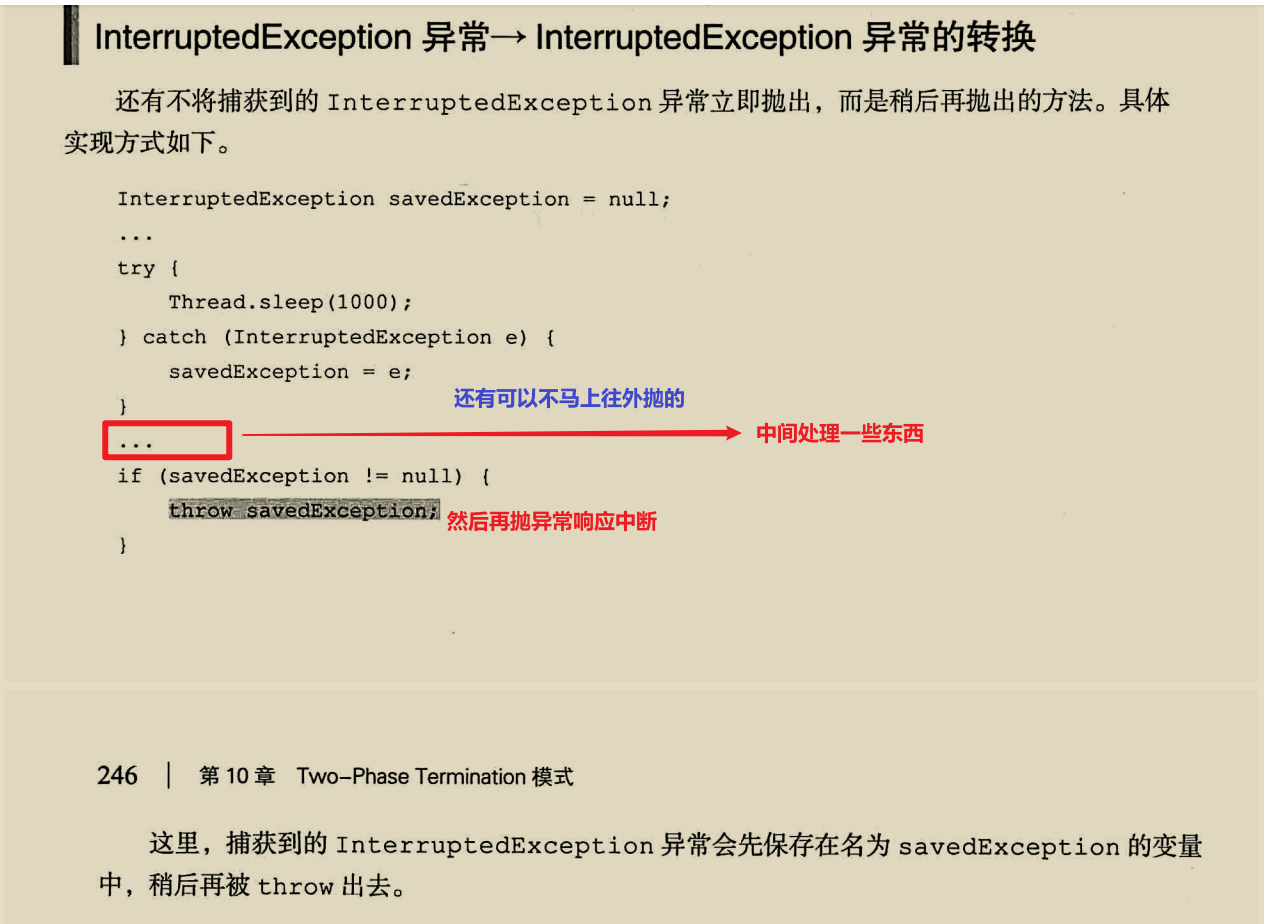 InterruptedException 异常→ InterruptedException 异常的转换
还有不将捕获到的 InterruptedException 异常立即抛出，而是稍后再抛出的方法。具体
实现方式如下。
InterruptedException savedException = null;
...
try {
    Thread.sleep(1000);
} catch (InterruptedException e) {
    savedException = e;
}
还有可以不马上往外抛的
...
中间处理一些东西
if (savedException != null) {
    throw savedException;
然后再抛异常响应中断
}
246 | 第 10 章 Two-Phase Termination 模式
这里，捕获到的 InterruptedException 异常会先保存在名为 savedException 的变量
中，稍后再被 throw 出去。